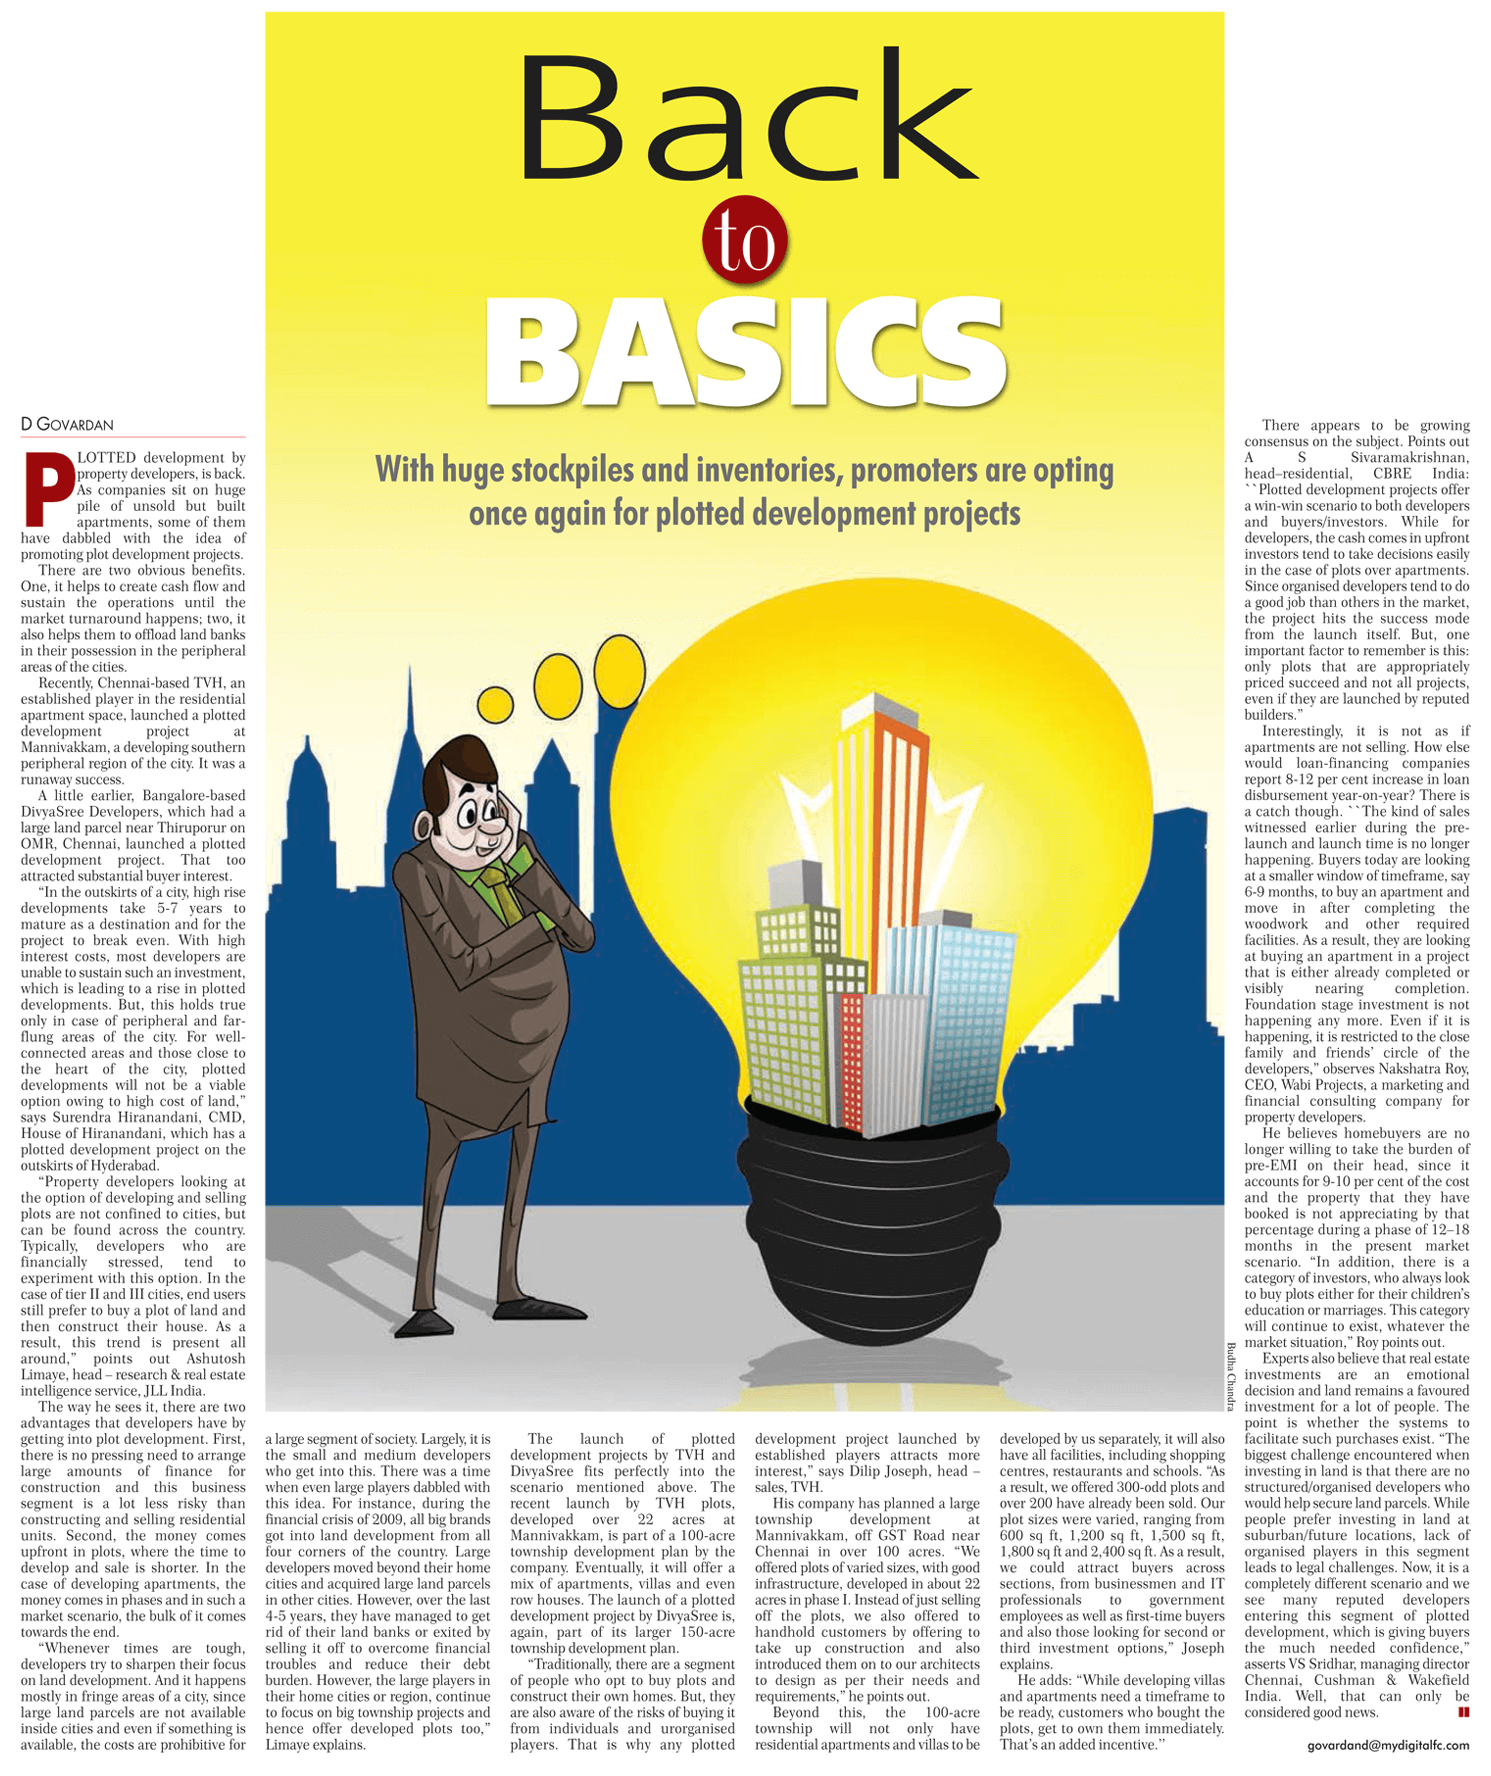 Back
to
BASICS
With huge stockpiles and inventories, promoters are opting
once again for plotted development projects
D GOVARDAN
PLOTTED development by
property developers, is back.
As companies sit on huge
pile of unsold but built
apartments, some of them
have dabbled with the idea of
promoting plot development projects.
There are two obvious benefits.
One, it helps to create cash flow and
sustain the operations until the
market turnaround happens; two, it
also helps them to offload land banks
in their possession in the peripheral
areas of the cities.
Recently, Chennai-based TVH, an
established player in the residential
apartment space, launched a plotted
development project at
Mannivakkam, a developing southern
peripheral region of the city. It was a
runaway success.
A little earlier, Bangalore-based
DivyaSree Developers, which had a
large land parcel near Thiruporur on
OMR, Chennai, launched a plotted
development project. That too
attracted substantial buyer interest.
“In the outskirts of a city, high rise
developments take 5-7 years to
mature as a destination and for the
project to break even. With high
interest costs, most developers are
unable to sustain such an investment,
which is leading to a rise in plotted
developments. But, this holds true
only in case of peripheral and far-
flung areas of the city. For well-
connected areas and those close to
the heart of the city, plotted
developments will not be a viable
option owing to high cost of land,”
says Surendra Hiranandani, CMD,
House of Hiranandani, which has a
plotted development project on the
outskirts of Hyderabad.
“Property developers looking at
the option of developing and selling
plots are not confined to cities, but
can be found across the country.
Typically, developers who are
financially stressed, tend to
experiment with this option. In the
case of tier II and III cities, end users
still prefer to buy a plot of land and
then construct their house. As a
result, this trend is present all
around,” points out Ashutosh
Limaye, head – research & real estate
intelligence service, JLL India.
The way he sees it, there are two
advantages that developers have by
getting into plot development. First,
there is no pressing need to arrange
large amounts of finance for
construction and this business
segment is a lot less risky than
constructing and selling residential
units. Second, the money comes
upfront in plots, where the time to
develop and sale is shorter. In the
case of developing apartments, the
money comes in phases and in such a
market scenario, the bulk of it comes
towards the end.
“Whenever times are tough,
developers try to sharpen their focus
on land development. And it happens
mostly in fringe areas of a city, since
large land parcels are not available
inside cities and even if something is
available, the costs are prohibitive for
a large segment of society. Largely, it is
the small and medium developers
who get into this. There was a time
when even large players dabbled with
this idea. For instance, during the
financial crisis of 2009, all big brands
got into land development from all
four corners of the country. Large
developers moved beyond their home
cities and acquired large land parcels
in other cities. However, over the last
4-5 years, they have managed to get
rid of their land banks or exited by
selling it off to overcome financial
troubles and reduce their debt
burden. However, the large players in
their home cities or region, continue
to focus on big township projects and
hence offer developed plots too,”
Limaye explains.
The launch of plotted
development projects by TVH and
DivyaSree fits perfectly into the
scenario mentioned above. The
recent launch by TVH plots,
developed over 22 acres at
Mannivakkam, is part of a 100-acre
township development plan by the
company. Eventually, it will offer a
mix of apartments, villas and even
row houses. The launch of a plotted
development project by DivyaSree is,
again, part of its larger 150-acre
township development plan.
“Traditionally, there are a segment
of people who opt to buy plots and
construct their own homes. But, they
are also aware of the risks of buying it
from individuals and urorganised
players. That is why any plotted
development project launched by
established players attracts more
interest,” says Dilip Joseph, head –
sales, TVH.
His company has planned a large
township development at
Mannivakkam, off GST Road near
Chennai in over 100 acres. “We
offered plots of varied sizes, with good
infrastructure, developed in about 22
acres in phase I. Instead of just selling
off the plots, we also offered to
handhold customers by offering to
take up construction and also
introduced them on to our architects
to design as per their needs and
requirements,” he points out.
Beyond this, the 100-acre
township will not only have
residential apartments and villas to be
developed by us separately, it will also
have all facilities, including shopping
centres, restaurants and schools. “As
a result, we offered 300-odd plots and
over 200 have already been sold. Our
plot sizes were varied, ranging from
600 sq ft, 1,200 sq ft, 1,500 sq ft,
1,800 sq ft and 2,400 sq ft. As a result,
we could attract buyers across
sections, from businessmen and IT
professionals to government
employees as well as first-time buyers
and also those looking for second or
third investment options,” Joseph
explains.
He adds: “While developing villas
and apartments need a timeframe to
be ready, customers who bought the
plots, get to own them immediately.
That’s an added incentive.’’
There appears to be growing
consensus on the subject. Points out
A S Sivaramakrishnan,
head–residential, CBRE India:
``Plotted development projects offer
a win-win scenario to both developers
and buyers/investors. While for
developers, the cash comes in upfront
investors tend to take decisions easily
in the case of plots over apartments.
Since organised developers tend to do
a good job than others in the market,
the project hits the success mode
from the launch itself. But, one
important factor to remember is this:
only plots that are appropriately
priced succeed and not all projects,
even if they are launched by reputed
builders.”
Interestingly, it is not as if
apartments are not selling. How else
would loan-financing companies
report 8-12 per cent increase in loan
disbursement year-on-year? There is
a catch though. ``The kind of sales
witnessed earlier during the pre-
launch and launch time is no longer
happening. Buyers today are looking
at a smaller window of timeframe, say
6-9 months, to buy an apartment and
move in after completing the
woodwork and other required
facilities. As a result, they are looking
at buying an apartment in a project
that is either already completed or
visibly nearing completion.
Foundation stage investment is not
happening any more. Even if it is
happening, it is restricted to the close
family and friends’ circle of the
developers,” observes Nakshatra Roy,
CEO, Wabi Projects, a marketing and
financial consulting company for
property developers.
He believes homebuyers are no
longer willing to take the burden of
pre-EMI on their head, since it
accounts for 9-10 per cent of the cost
and the property that they have
booked is not appreciating by that
percentage during a phase of 12–18
months in the present market
scenario. “In addition, there is a
category of investors, who always look
to buy plots either for their children’s
education or marriages. This category
will continue to exist, whatever the
market situation,” Roy points out.
Experts also believe that real estate
investments are an emotional
decision and land remains a favoured
investment for a lot of people. The
point is whether the systems to
facilitate such purchases exist. “The
biggest challenge encountered when
investing in land is that there are no
structured/organised developers who
would help secure land parcels. While
people prefer investing in land at
suburban/future locations, lack of
organised players in this segment
leads to legal challenges. Now, it is a
completely different scenario and we
see many reputed developers
entering this segment of plotted
development, which is giving buyers
the much needed confidence,”
asserts VS Sridhar, managing director
Chennai, Cushman & Wakefield
India. Well, that can only be
considered good news.
govardand@mydigitalfc.com
Budha Chandra